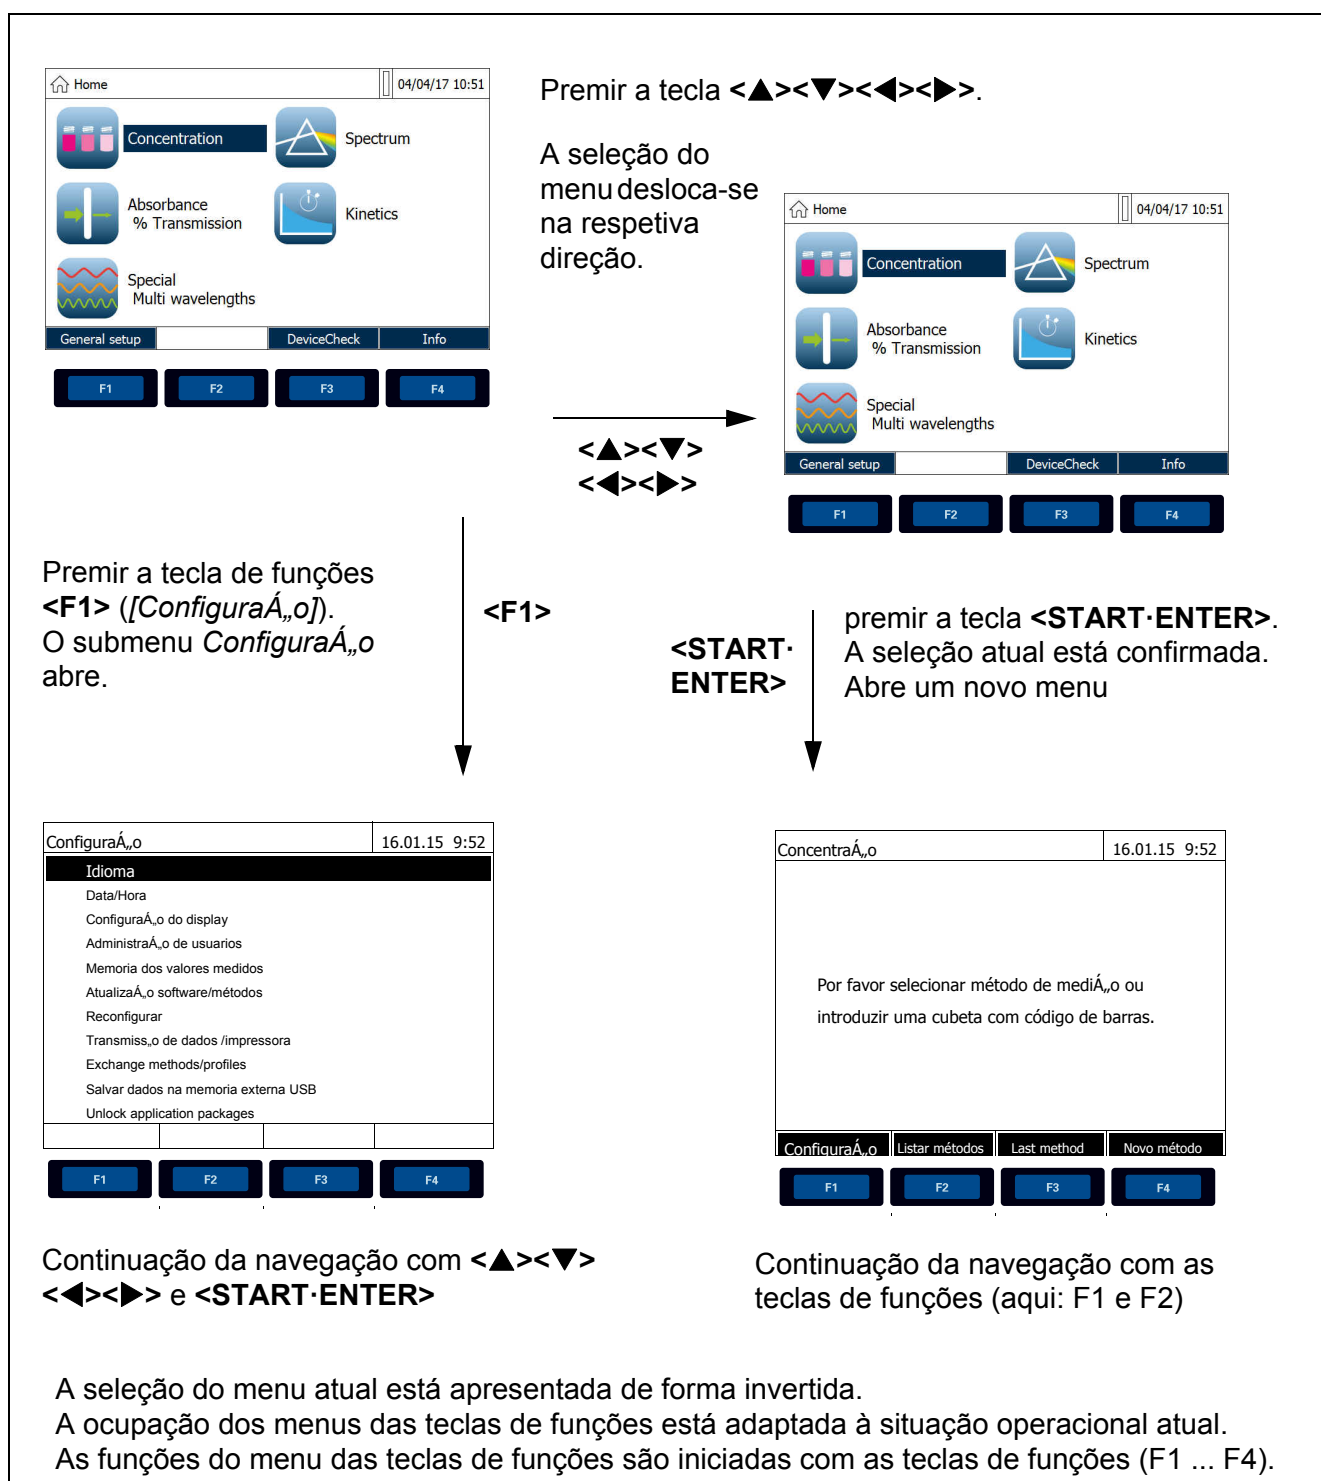 Home 04/04/17 10:51
Concentration Spectrum
Absorbance
% Transmission
Kinetics
Special
Multi wavelengths
General setup DeviceCheck Info
F1 F2 F3 F4
Premir a tecla <▲><▼><◀><▶>.
A seleção do
menu desloca-se
na respetiva
direção.
Home 04/04/17 10:51
Concentration Spectrum
Absorbance
% Transmission
Kinetics
Special
Multi wavelengths
General setup DeviceCheck Info
F1 F2 F3 F4
<▲><▼>
<◀><▶>
Premir a tecla de funções
<F1> ([ConfiguraÁ„o]).
O submenu ConfiguraÁ„o
abre.
<F1>
<START·
ENTER>
premir a tecla <START·ENTER>.
A seleção atual está confirmada.
Abre um novo menu
ConfiguraÁ„o 16.01.15 9:52
Idioma
Data/Hora
ConfiguraÁ„o do display
AdministraÁ„o de usuarios
Memoria dos valores medidos
AtualizaÁ„o software/métodos
Reconfigurar
Transmiss„o de dados /impressora
Exchange methods/profiles
Salvar dados na memoria externa USB
Unlock application packages
F1 F2 F3 F4
ConcentraÁ„o 16.01.15 9:52
Por favor selecionar método de mediÁ„o ou
introduzir uma cubeta com código de barras.
ConfiguraÁ„o Listar métodos Last method Novo método
F1 F2 F3 F4
Continuação da navegação com <▲><▼>
<◀><▶> e <START·ENTER>
Continuação da navegação com as
teclas de funções (aqui: F1 e F2)
A seleção do menu atual está apresentada de forma invertida.
A ocupação dos menus das teclas de funções está adaptada à situação operacional atual.
As funções do menu das teclas de funções são iniciadas com as teclas de funções (F1 ... F4).